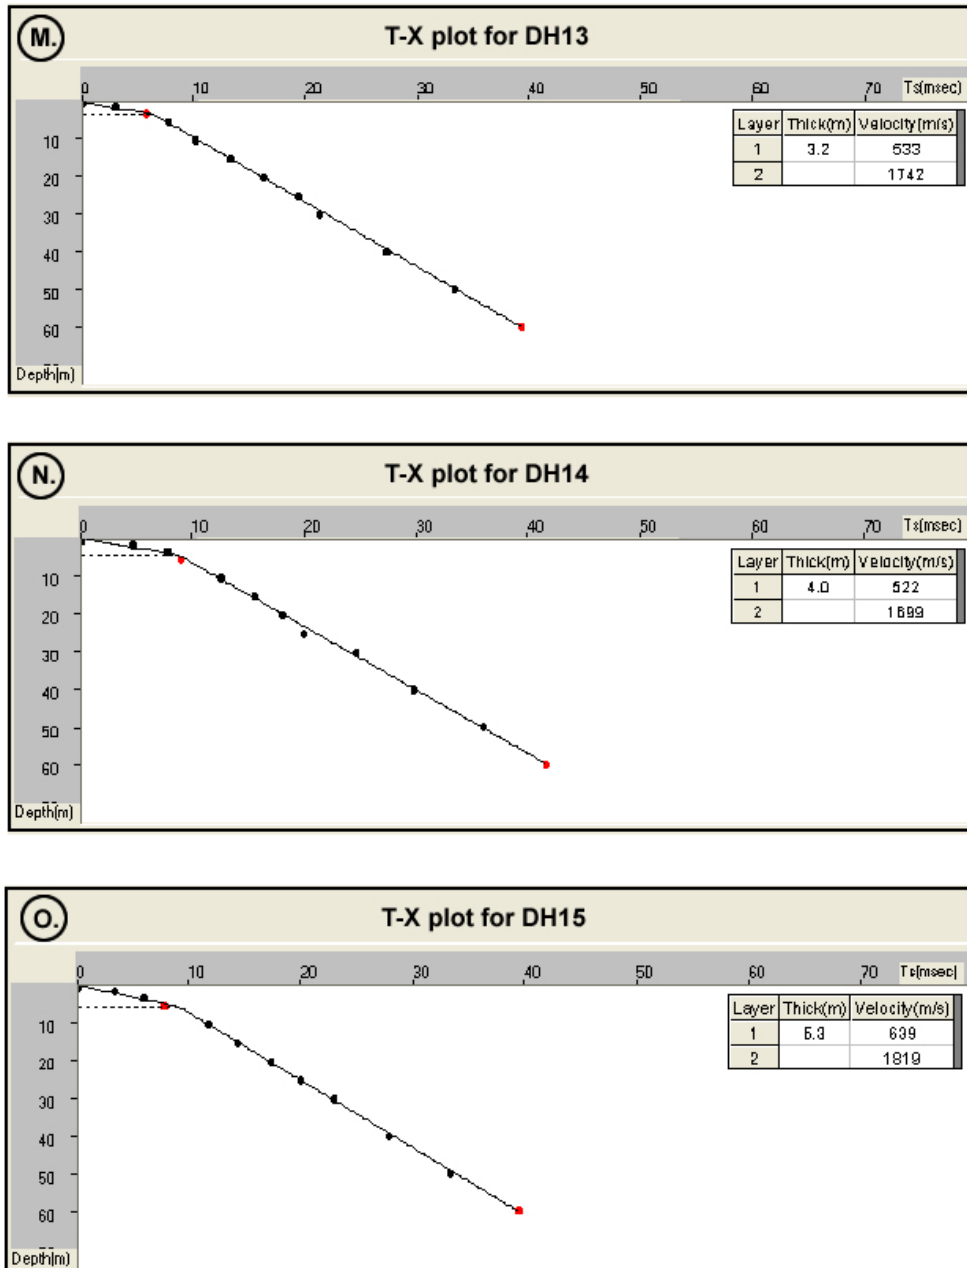 M.
T-X plot for DH13
0 10 20 30 40 50 60 70 Ts(msec)
Layer Thick(m) Velocity(m/s)
1 3.2 533
2 1742
10
20
30
40
50
60
Depth(m)
N.
T-X plot for DH14
0 10 20 30 40 50 60 70 Ts(msec)
Layer Thick(m) Velocity(m/s)
1 4.0 522
2 1699
10
20
30
40
50
60
Depth(m)
O.
T-X plot for DH15
0 10 20 30 40 50 60 70 Ts(msec)
Layer Thick(m) Velocity(m/s)
1 5.3 639
2 1819
10
20
30
40
50
60
Depth(m)